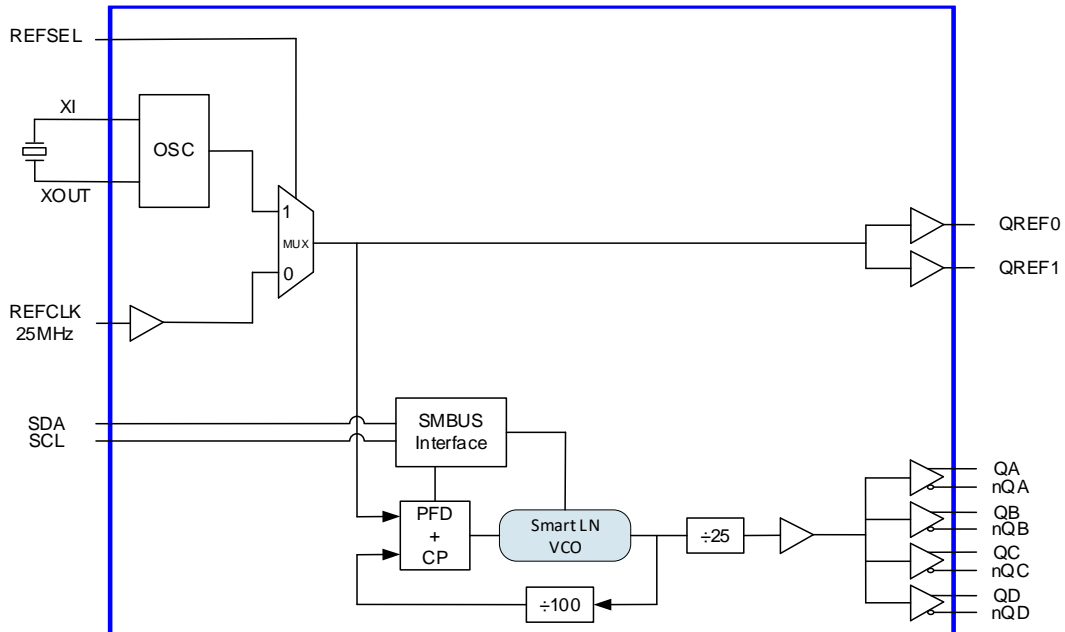 REFSEL
XI
OSC
XOUT
1
MUX
0
QREF0
QREF1
REFCLK
25MHz
SDA
SCL
SMBUS
Interface
PFD
+
CP
Smart LN
VCO
÷25
÷100
QA
nQA
QB
nQB
QC
nQC
QD
nQD